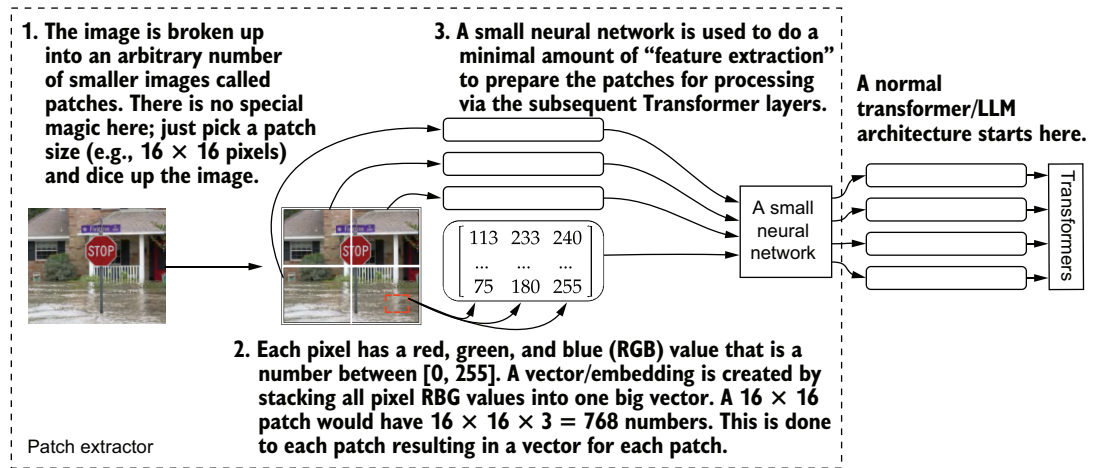 1. The image is broken up
into an arbitrary number
of smaller images called
patches. There is no special
magic here; just pick a patch
size (e.g., 16 × 16 pixels)
and dice up the image.
3. A small neural network is used to do a
minimal amount of “feature extraction”
to prepare the patches for processing
via the subsequent Transformer layers.
A normal
transformer/LLM
architecture starts here.
STOP
STOP
113 233 240
... ... ...
75 180 255
A small
neural
network
Transformers
2. Each pixel has a red, green, and blue (RGB) value that is a
number between [0, 255]. A vector/embedding is created by
stacking all pixel RBG values into one big vector. A 16 × 16
patch would have 16 × 16 × 3 = 768 numbers. This is done
to each patch resulting in a vector for each patch.
Patch extractor